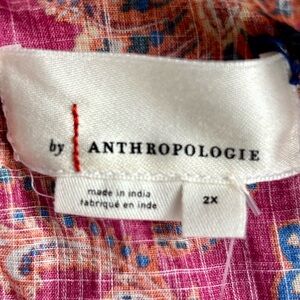 by ANTHROPOLOGIE
made in india
fabriqué en inde
2X